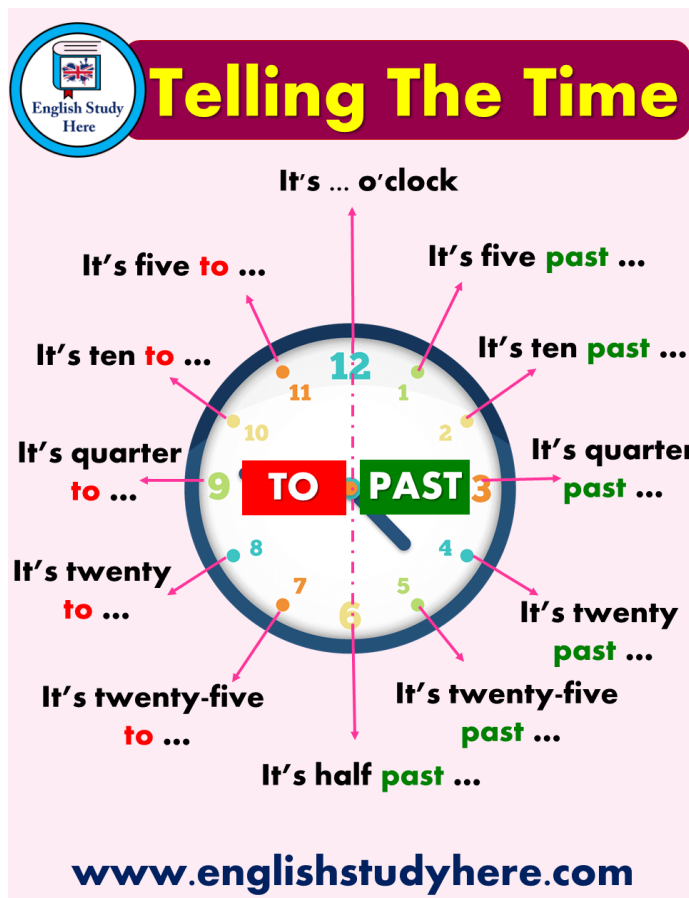 English Study
Here
Telling The Time
It's ... o'clock
It's five to ...
It's five past ...
It's ten to ...
It's ten past ...
12
11
1
10
2
It's quarter
to ...
It's quarter
past ...
9
TO
PAST
3
8
4
7
5
6
It's twenty
to ...
It's twenty
past ...
It's twenty-five
to ...
It's twenty-five
past ...
It's half past ...
www.englishstudyhere.com